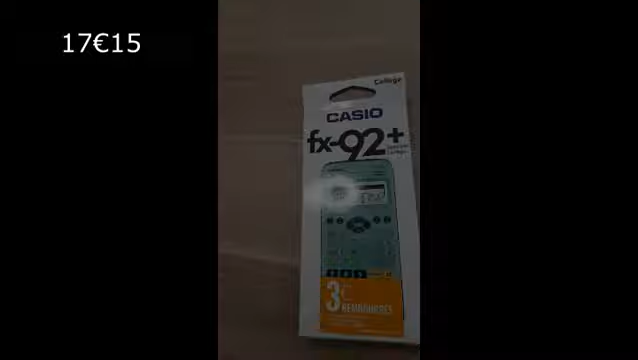 17€15
Collège
CASIO
fx-92+
3€
REMBOURSÉS